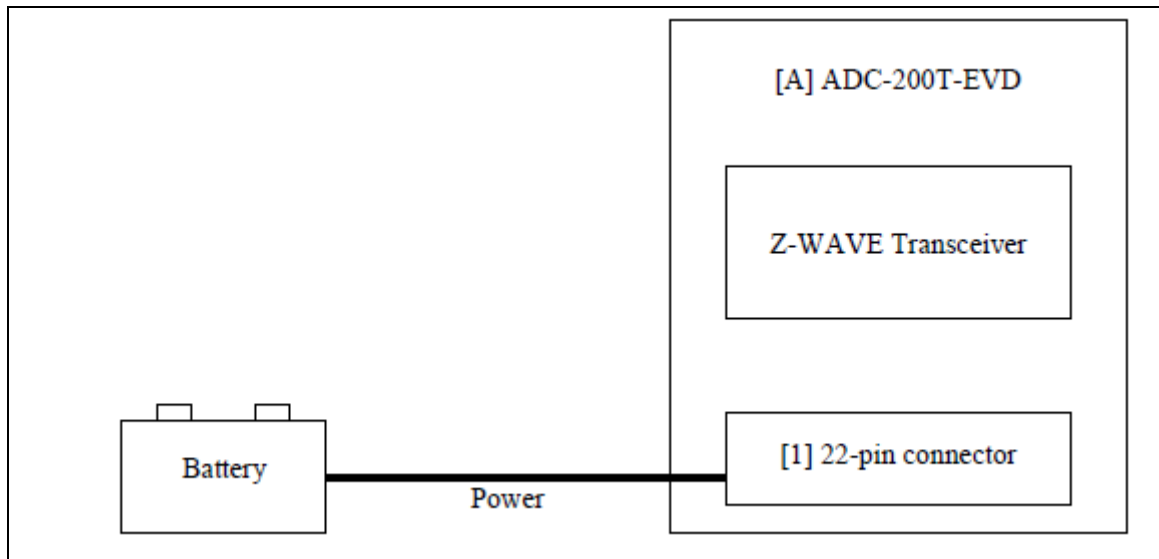 [A] ADC-200T-EVD
Z-WAVE Transceiver
[1] 22-pin connector
Battery
Power